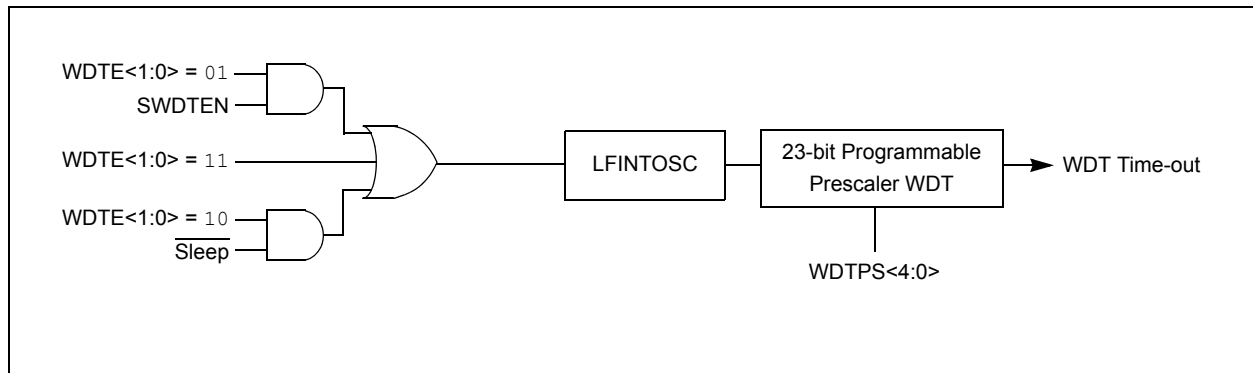 WDTE<1:0> = 01
SWDTEN
WDTE<1:0> = 11
WDTE<1:0> = 10
Sleep
LFINTOSC
23-bit Programmable
Prescaler WDT
WDT Time-out
WDTPS<4:0>